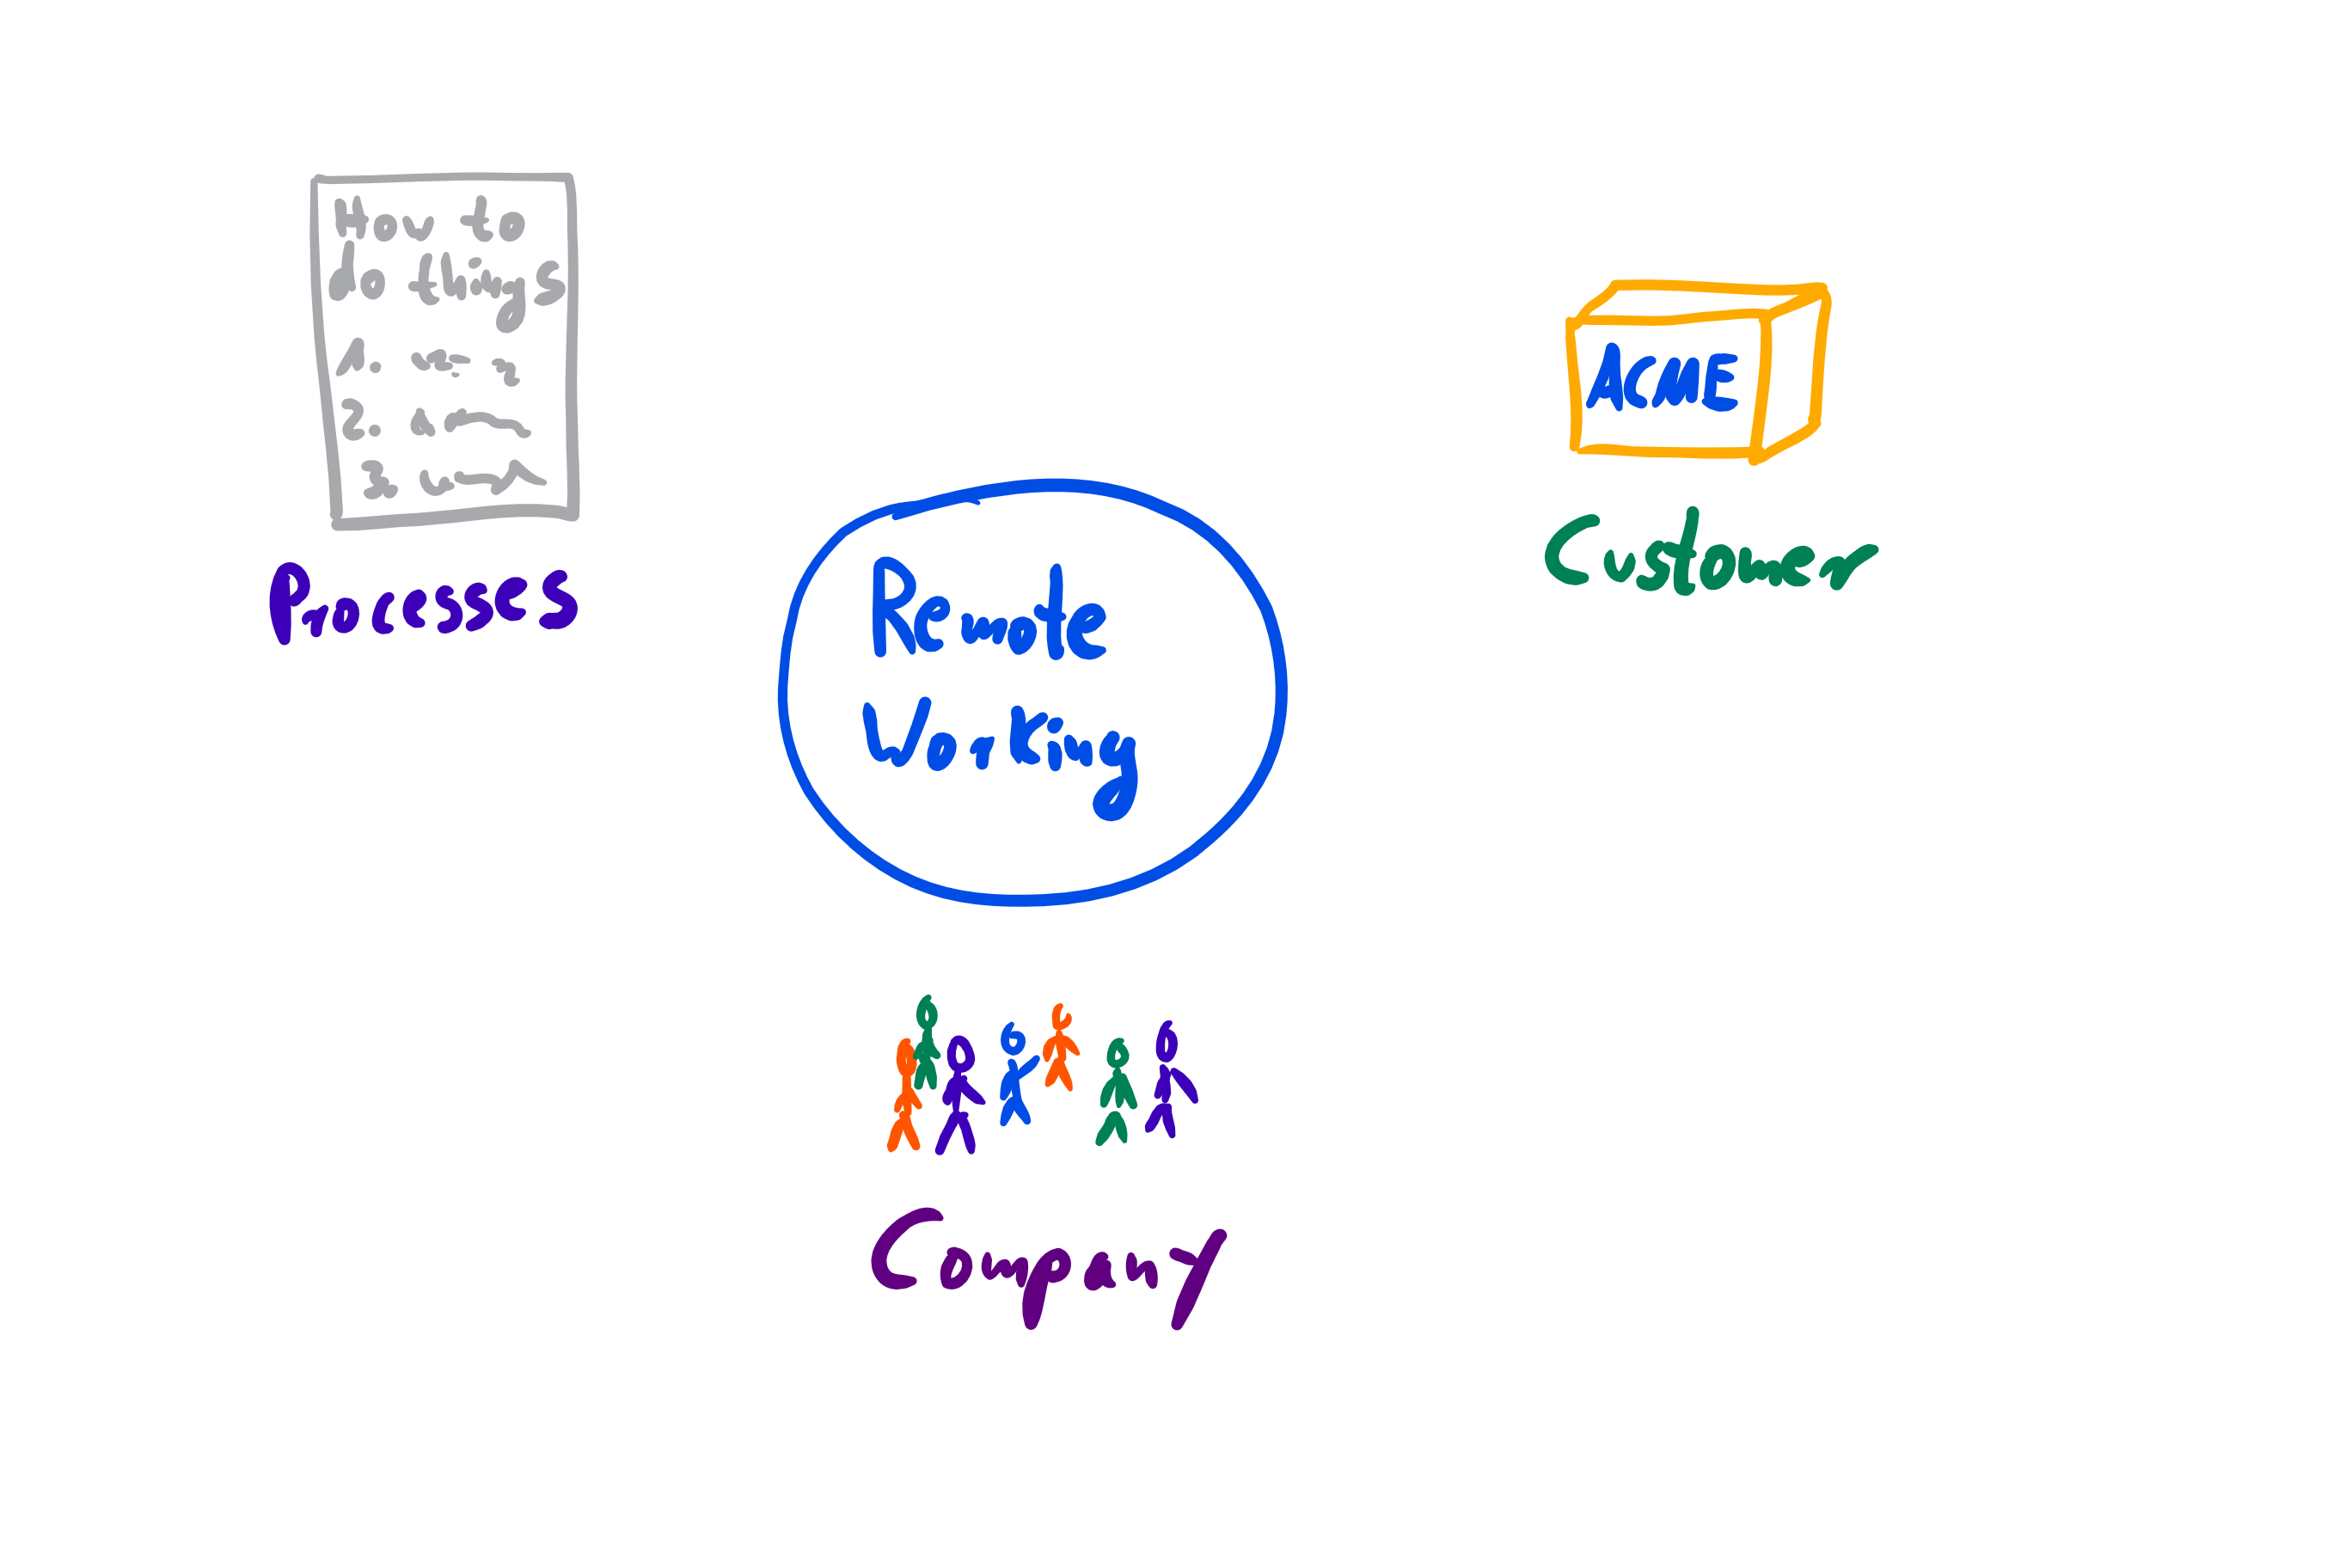 How to
do things
1.
2.
3.
Processes
ACME
Customer
Remote
Working
Company